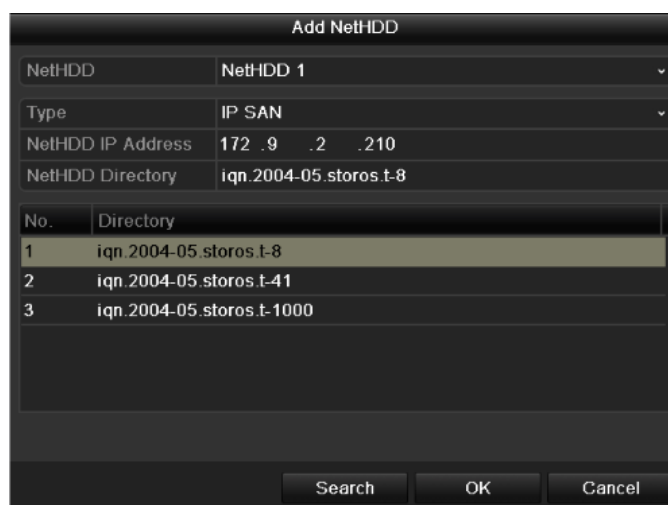 Add NetHDD
NetHDD NetHDD 1
Type IP SAN
NetHDD IP Address 172 .9 .2 .210
NetHDD Directory iqn.2004-05.storos.t-8
No. Directory
1 iqn.2004-05.storos.t-8
2 iqn.2004-05.storos.t-41
3 iqn.2004-05.storos.t-1000
Search OK Cancel